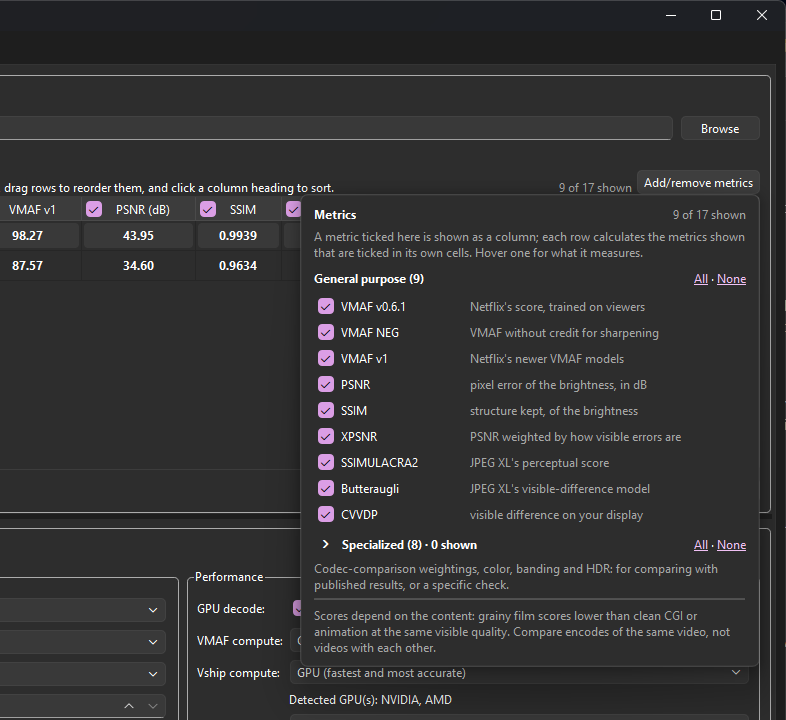 Browse
drag rows to reorder them, and click a column heading to sort.
9 of 17 shown
Add/remove metrics
VMAF v1 PSNR (dB) SSIM
98.27 43.95 0.9939
87.57 34.60 0.9634
Metrics 9 of 17 shown
A metric ticked here is shown as a column; each row calculates the metrics shown
that are ticked in its own cells. Hover one for what it measures.
General purpose (9) All · None
VMAF v0.6.1 Netflix's score, trained on viewers
VMAF NEG VMAF without credit for sharpening
VMAF v1 Netflix's newer VMAF models
PSNR pixel error of the brightness, in dB
SSIM structure kept, of the brightness
XPSNR PSNR weighted by how visible errors are
SSIMULACRA2 JPEG XL's perceptual score
Butteraugli JPEG XL's visible-difference model
CVVDP visible difference on your display
Specialized (8) · 0 shown All · None
Codec-comparison weightings, color, banding and HDR: for comparing with
published results, or a specific check.
Scores depend on the content: grainy film scores lower than clean CGI or
animation at the same visible quality. Compare encodes of the same video, not
videos with each other.
Performance
GPU decode:
VMAF compute:
Vship compute: GPU (fastest and most accurate)
Detected GPU(s): NVIDIA, AMD